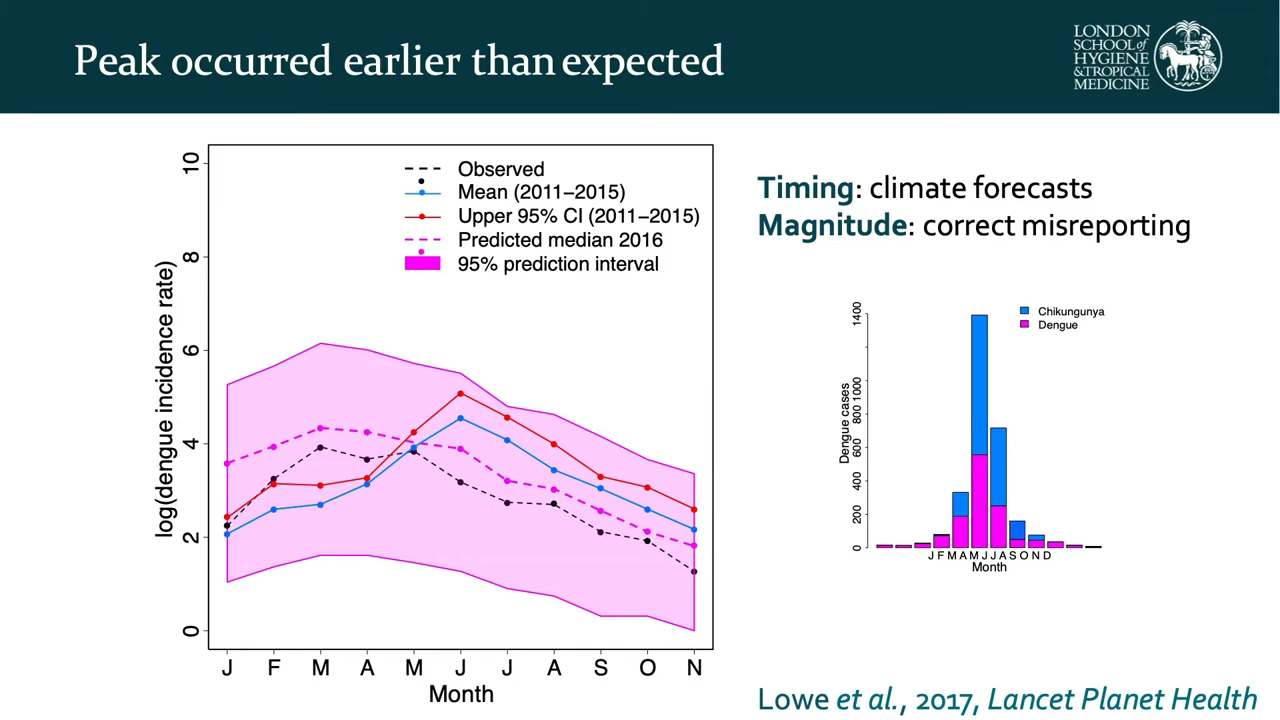 Peak occurred earlier than expected
LONDON
SCHOOL of
HYGIENE
& TROPICAL
MEDICINE
Observed
Mean (2011–2015)
Upper 95% CI (2011–2015)
Predicted median 2016
95% prediction interval
log(dengue incidence rate)
10
8
6
4
2
0
J F M A M J J A S O N
Month
Timing: climate forecasts
Magnitude: correct misreporting
Chikungunya
Dengue
Dengue cases
1400
1000
800
600
400
200
0
J F M A M J J A S O N D
Month
Lowe et al., 2017, Lancet Planet Health